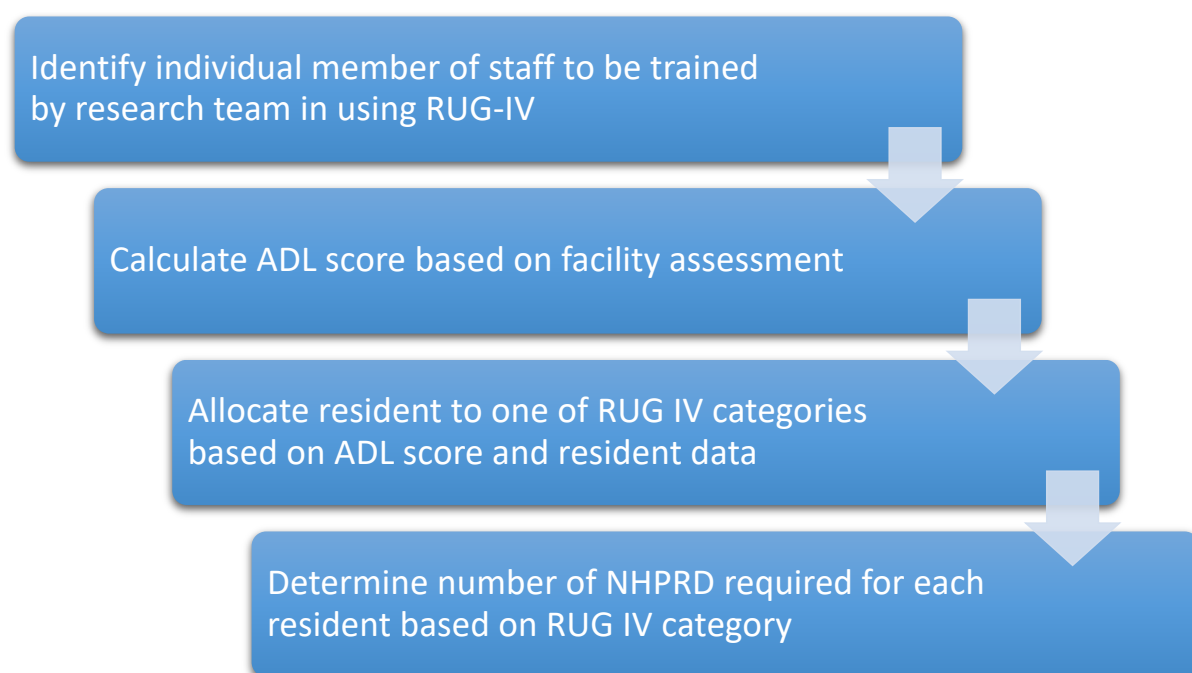 Identify individual member of staff to be trained
by research team in using RUG-IV
Calculate ADL score based on facility assessment
Allocate resident to one of RUG IV categories
based on ADL score and resident data
Determine number of NHPRD required for each
resident based on RUG IV category